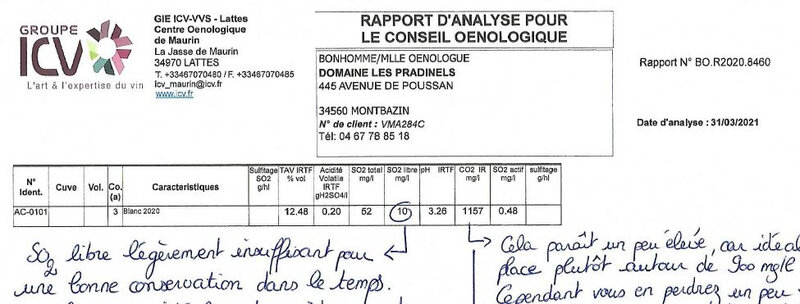 GROUPE
ICV
L'art & l'expertise du vin
GIE ICV-VVS - Lattes
Centre Oenologique
de Maurin
La Jasse de Maurin
34970 LATTES
T. +33467070480 / F. +33467070485
Icv_maurin@icv.fr
www.icv.fr
RAPPORT D'ANALYSE POUR
LE CONSEIL OENOLOGIQUE
BONHOMME/MLLE OENOLOGUE
DOMAINE LES PRADINELS
445 AVENUE DE POUSSAN
34560 MONTBAZIN
N° de client : VMA284C
Tél: 04 67 78 85 18
Rapport N° BO.R2020.8460
Date d'analyse : 31/03/2021
N° Ident. Cuve Vol. Co. (a) Caracteristiques Sulfitage SO2 g/hl TAV IRTF % vol Acidité Volatile IRTF gH2SO4/l SO2 total mg/l SO2 libre mg/l pH IRTF CO2 IR mg/l SO2 actif mg/l sulfitage g/hl
AC-0101 3 Blanc 2020 12.48 0.20 52 10 3.26 1157 0.48
SO2 libre légèrement insuffisant pour
une bonne conservation dans le temps.
Cela paraît un peu élevé, car idéal
place plutôt autour de 900 mg/l
Cependant vous en perdrez un peu